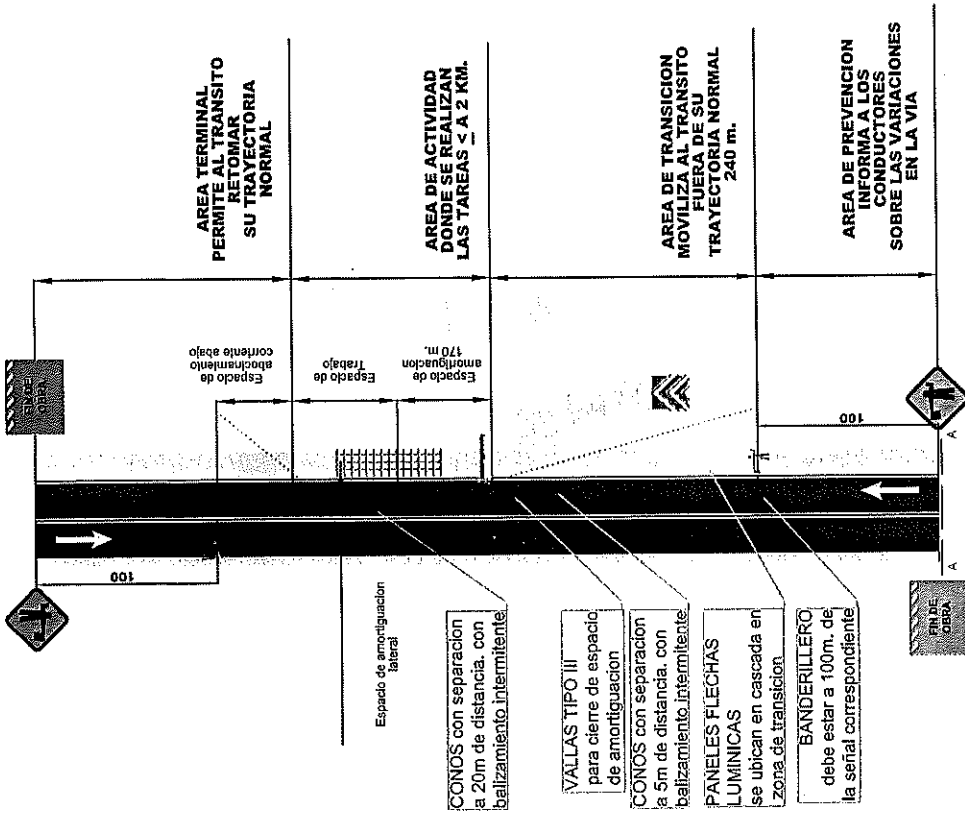 FIN DE
OBRA
AREA TERMINAL
PERMITE AL TRANSITO
RETOMAR
SU TRAYECTORIA
NORMAL
AREA DE ACTIVIDAD
DONDE SE REALIZAN
LAS TAREAS < A 2 KM.
AREA DE TRANSICION
MOVILIZA AL TRANSITO
FUERA DE SU
TRAYECTORIA NORMAL
240 m.
AREA DE PREVENCION
INFORMA A LOS
CONDUCTORES
SOBRE LAS VARIACIONES
EN LA VIA
Espacio de
abocinamiento
corriente abajo
Espacio de
Trabajo
Espacio de
amortiguacion
170 m.
100
100
Espacio de amortiguacion
lateral
CONOS con separacion
a 20m de distancia. con
balizamiento intermitente
VALLAS TIPO III
para cierre de espacio
de amortiguacion
CONOS con separacion
a 5m de distancia. con
balizamiento intermitente
PANELES FLECHAS
LUMINICAS
se ubican en cascada en
zona de transicion
BANDERILLERO
debe estar a 100m. de
la señal correspondiente
A
A
FIN DE
OBRA